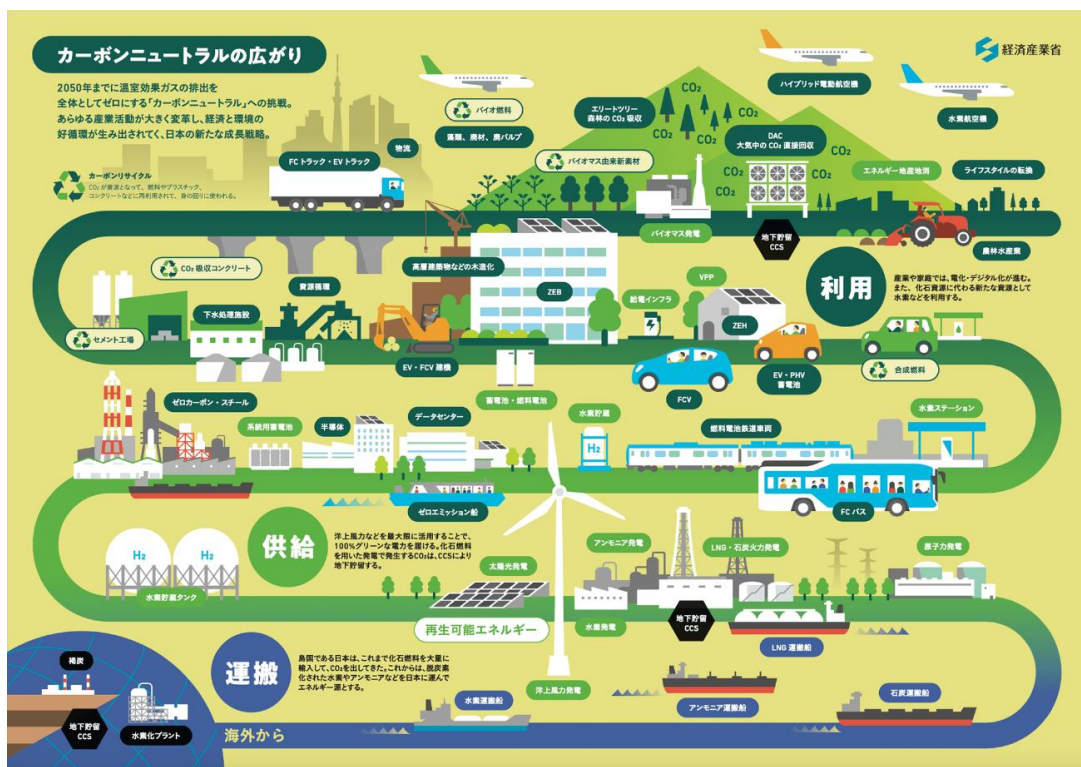 カーボンニュートラルの広がり
経済産業省
2050年までに温室効果ガスの排出を
全体としてゼロにする「カーボンニュートラル」への挑戦。
あらゆる産業活動が大きく変革し、経済と環境の
好循環が生み出されてく、日本の新たな成長戦略。
カーボンリサイクル
CO₂が資源となって、燃料やプラスチック、
コンクリートなどに再利用されて、身の回りに使われる。
バイオ燃料
藻類、廃材、廃パルプ
ハイブリッド電動航空機
水素航空機
物流
FCトラック・EVトラック
エリートツリー
森林のCO₂吸収
CO₂
CO₂
CO₂
CO₂
DAC
大気中のCO₂直接回収
CO₂
CO₂
CO₂
バイオマス由来新素材
エネルギー地産地消
ライフスタイルの転換
バイオマス発電
地下貯留
CCS
農林水産業
CO₂吸収コンクリート
資源循環
高層建築物などの木造化
ZEB
給電インフラ
VPP
ZEH
利用
産業や家庭では、電化・デジタル化が進む。
また、化石資源に代わる新たな資源として
水素などを利用する。
セメント工場
下水処理施設
EV・FCV 建機
蓄電池・燃料電池
FCV
EV・PHV
蓄電池
合成燃料
ゼロカーボン・スチール
系統用蓄電池
半導体
データセンター
水素貯蔵
H₂
燃料電池鉄道車両
水素ステーション
ゼロエミッション船
FCバス
供給
洋上風力などを最大限に活用することで、
100%グリーンな電力を届ける。化石燃料
を用いた発電で発生するCO₂は、CCSにより
地下貯留する。
H₂
H₂
水素貯蔵タンク
太陽光発電
再生可能エネルギー
アンモニア発電
LNG・石炭火力発電
原子力発電
水素発電
地下貯留
CCS
LNG 運搬船
運搬
島国である日本は、これまで化石燃料を大量に
輸入して、CO₂を出してきた。これからは、脱炭素
化された水素やアンモニアなどを日本に運んで
エネルギー源とする。
洋上風力発電
褐炭
地下貯留
CCS
水素化プラント
海外から
水素運搬船
アンモニア運搬船
石炭運搬船